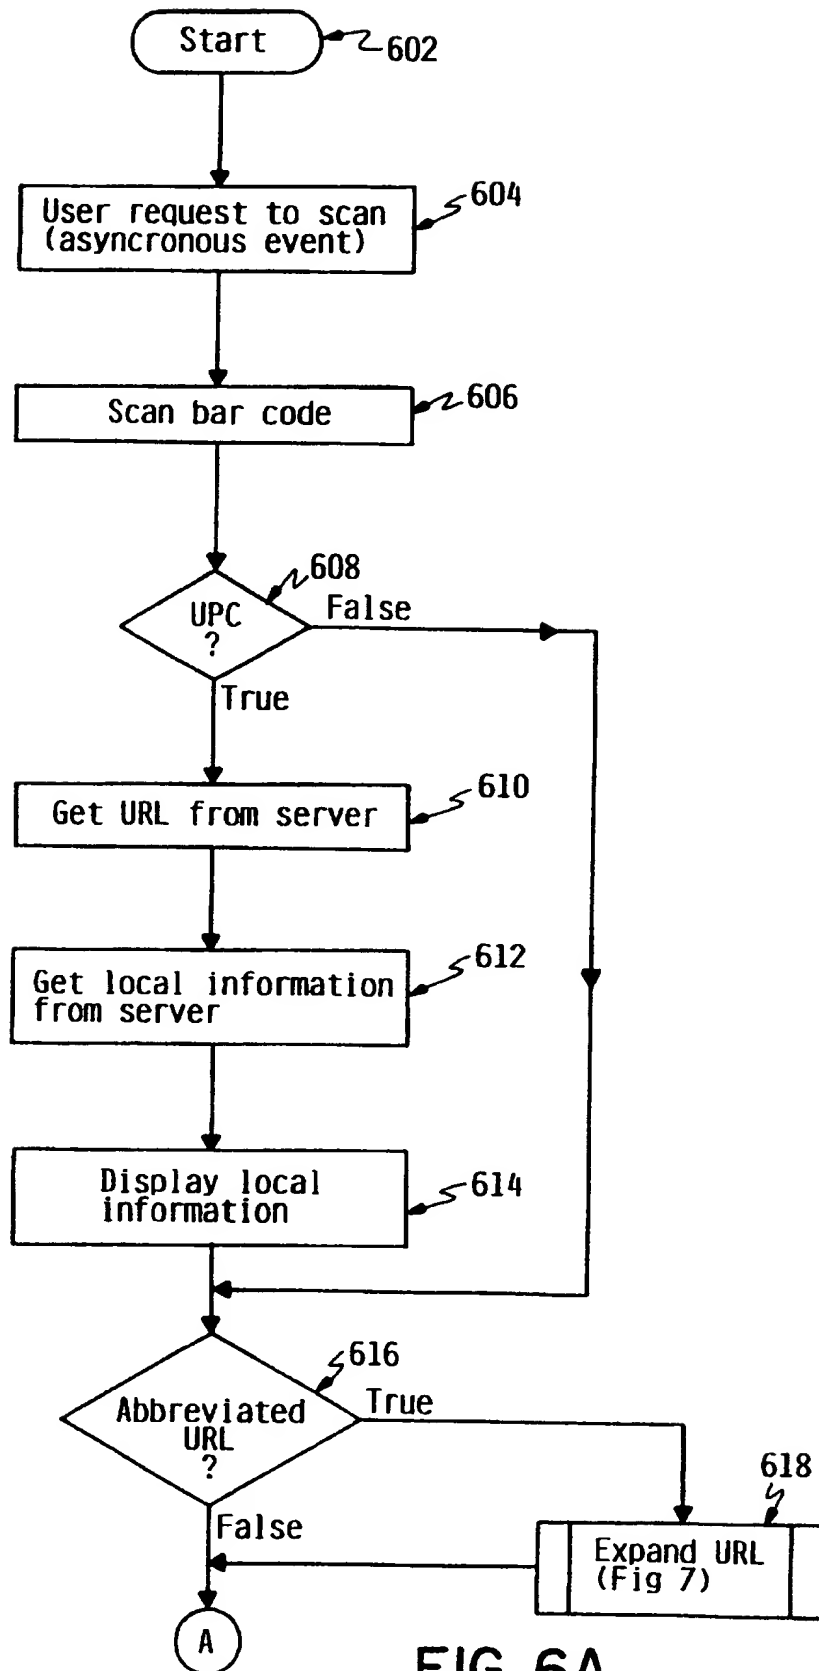 Start
602
User request to scan
(asyncronous event)
604
Scan bar code
606
608
UPC
?
False
True
Get URL from server
610
Get local information
from server
612
Display local
information
614
616
Abbreviated
URL
?
True
618
Expand URL
(Fig 7)
False
A
FIG. 6A